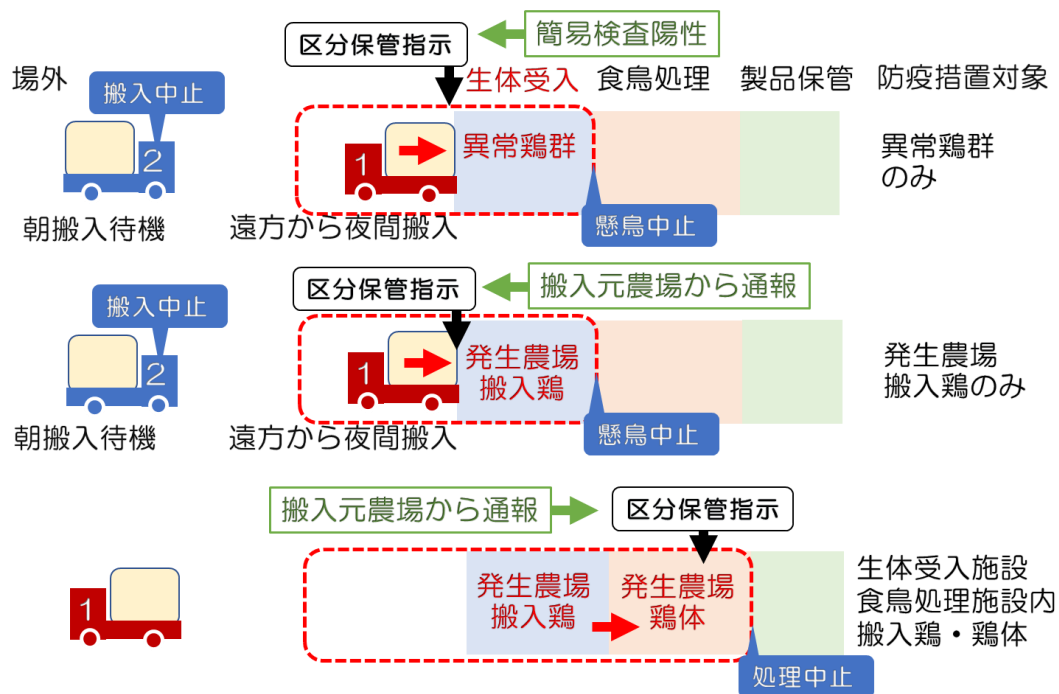 区分保管指示
簡易検査陽性
場外
搬入中止
生体受入
食鳥処理
製品保管
防疫措置対象
2
1
異常鶏群
異常鶏群
のみ
懸鳥中止
朝搬入待機
遠方から夜間搬入
区分保管指示
搬入元農場から通報
搬入中止
2
1
発生農場
搬入鶏
発生農場
搬入鶏のみ
懸鳥中止
朝搬入待機
遠方から夜間搬入
搬入元農場から通報
区分保管指示
1
発生農場
搬入鶏
発生農場
鶏体
生体受入施設
食鳥処理施設内
搬入鶏・鶏体
処理中止